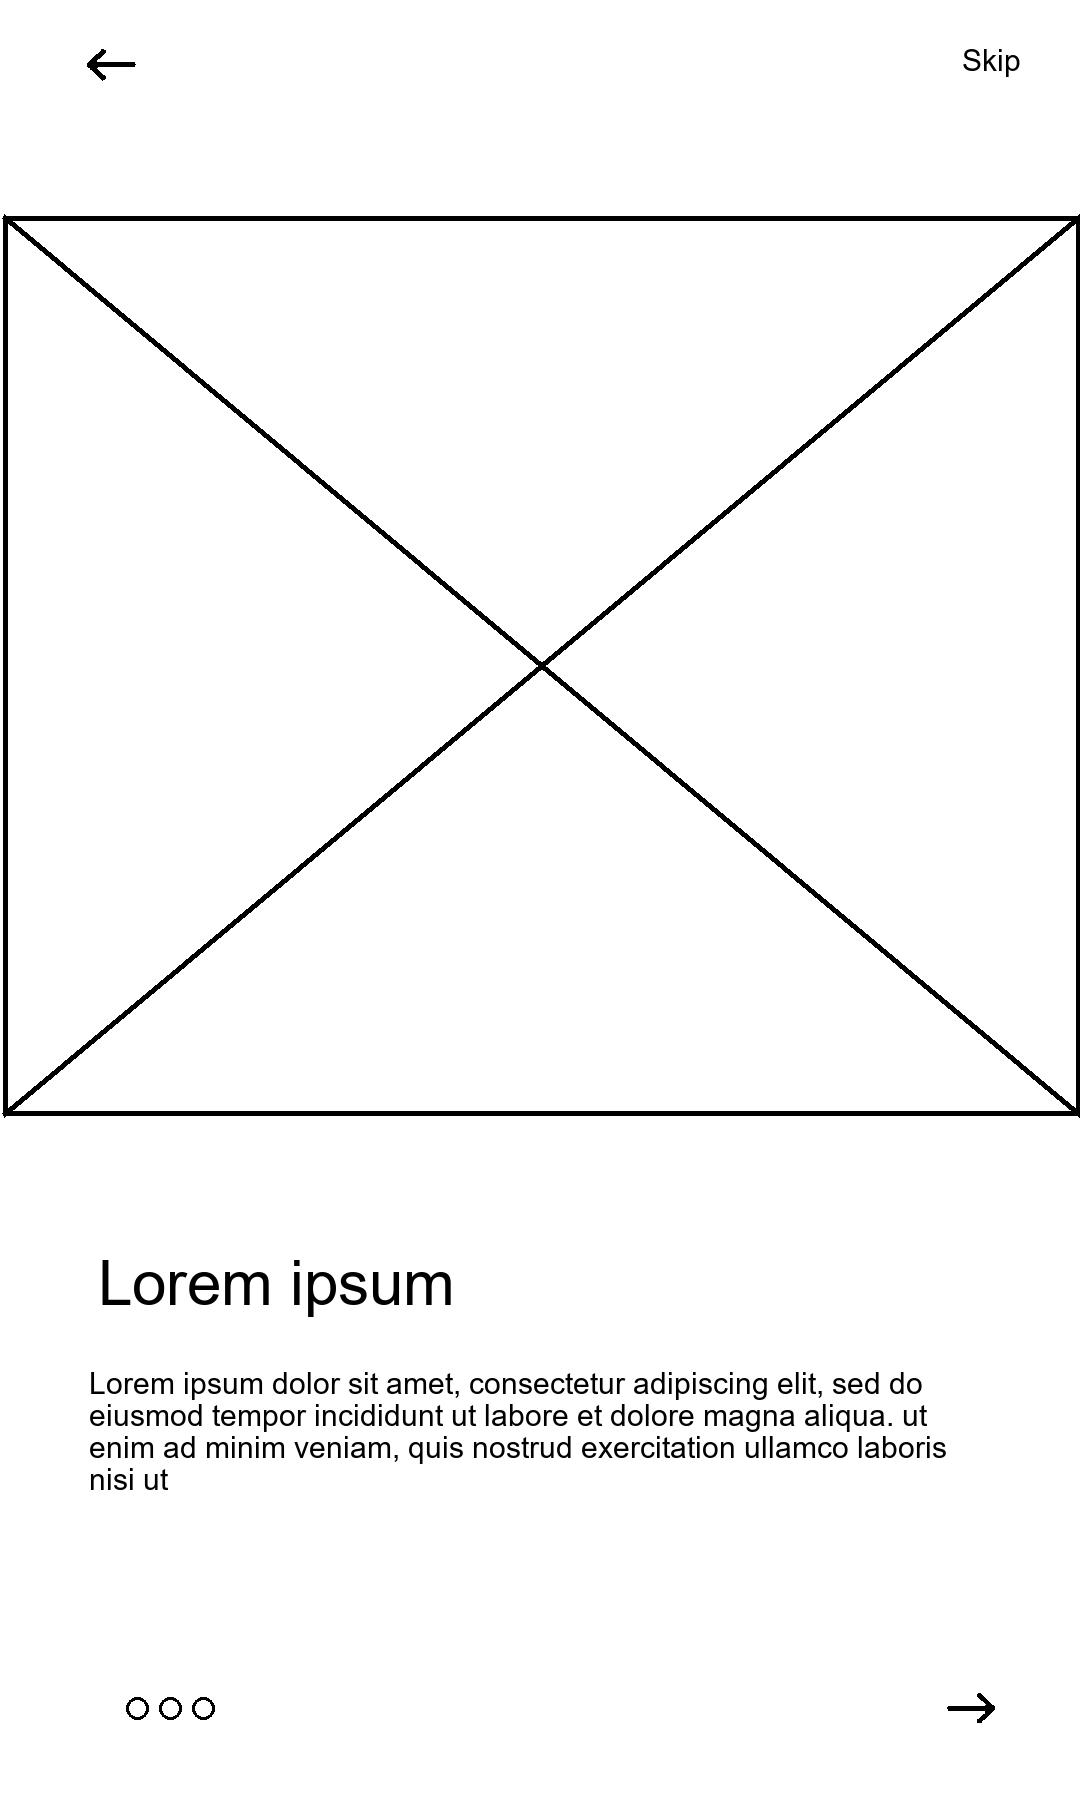 Skip
Lorem ipsum
Lorem ipsum dolor sit amet, consectetur adipiscing elit, sed do
eiusmod tempor incididunt ut labore et dolore magna aliqua. ut
enim ad minim veniam, quis nostrud exercitation ullamco laboris
nisi ut